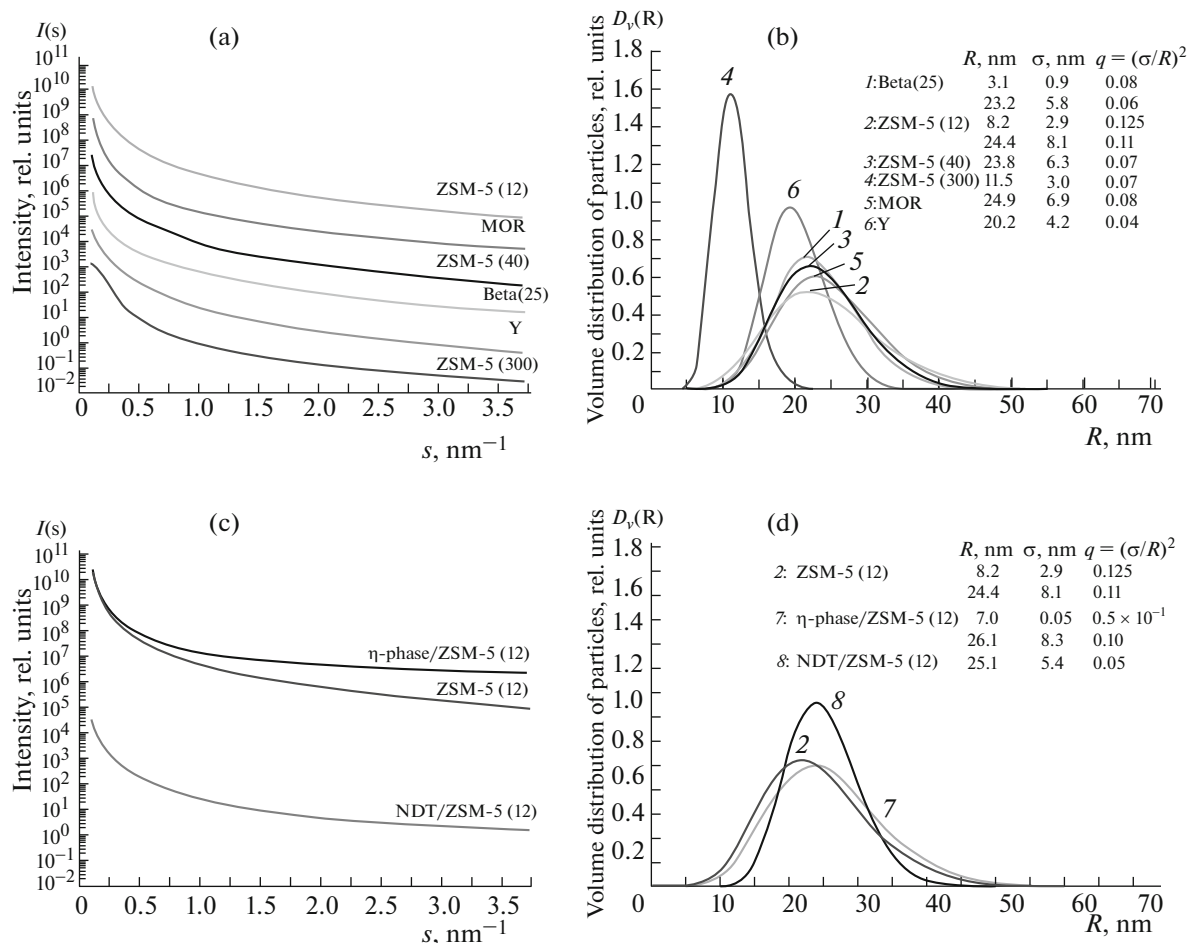 (a)
I(s)
Intensity, rel. units
10^11
10^10
10^9
10^8
10^7
10^6
10^5
10^4
10^3
10^2
10^1
10^0
10^−1
10^−2
ZSM-5 (12)
MOR
ZSM-5 (40)
Beta(25)
Y
ZSM-5 (300)
0 0.5 1.0 1.5 2.0 2.5 3.0 3.5
s, nm^−1
(b)
D_v(R)
Volume distribution of particles, rel. units
1.8
1.6
1.4
1.2
1.0
0.8
0.6
0.4
0.2
4
6
1
3
5
2
R, nm σ, nm q = (σ/R)^2
1:Beta(25) 3.1 0.9 0.08
23.2 5.8 0.06
2:ZSM-5 (12) 8.2 2.9 0.125
24.4 8.1 0.11
3:ZSM-5 (40) 23.8 6.3 0.07
4:ZSM-5 (300) 11.5 3.0 0.07
5:MOR 24.9 6.9 0.08
6:Y 20.2 4.2 0.04
0 10 20 30 40 50 60 70
R, nm
(c)
I(s)
Intensity, rel. units
10^11
10^10
10^9
10^8
10^7
10^6
10^5
10^4
10^3
10^2
10^1
10^0
10^−1
10^−2
η-phase/ZSM-5 (12)
ZSM-5 (12)
NDT/ZSM-5 (12)
0 0.5 1.0 1.5 2.0 2.5 3.0 3.5
s, nm^−1
(d)
D_v(R)
Volume distribution of particles, rel. units
1.8
1.6
1.4
1.2
1.0
0.8
0.6
0.4
0.2
8
2
7
R, nm σ, nm q = (σ/R)^2
2: ZSM-5 (12) 8.2 2.9 0.125
24.4 8.1 0.11
7: η-phase/ZSM-5 (12) 7.0 0.05 0.5 × 10^−1
26.1 8.3 0.10
8: NDT/ZSM-5 (12) 25.1 5.4 0.05
0 10 20 30 40 50 60 70
R, nm